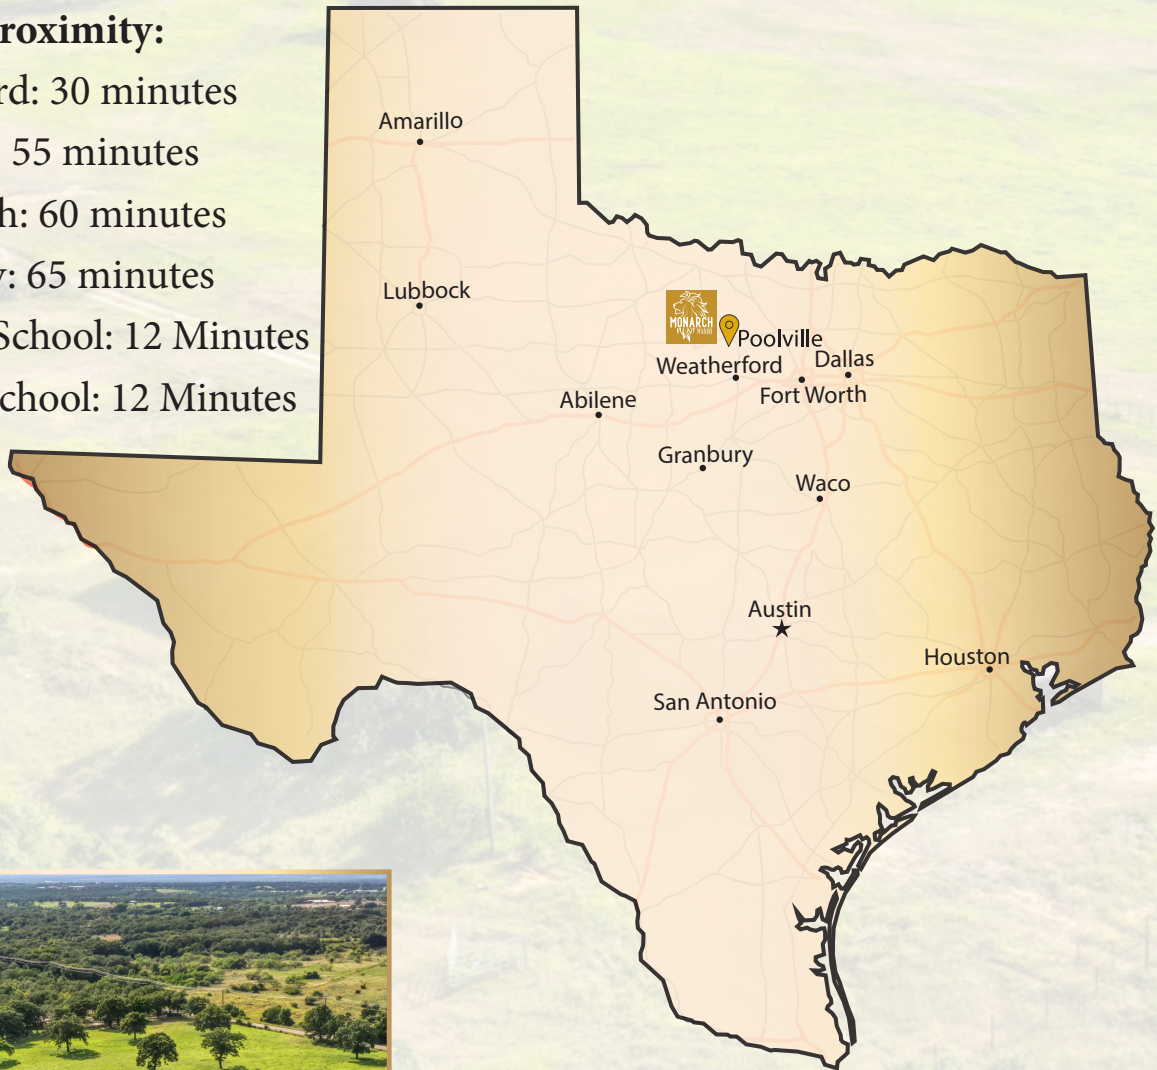 roximity:
rd: 30 minutes
: 55 minutes
h: 60 minutes
y: 65 minutes
School: 12 Minutes
chool: 12 Minutes
Amarillo
Lubbock
MONARCH
Poolville
Weatherford
Dallas
Fort Worth
Abilene
Granbury
Waco
Austin
Houston
San Antonio